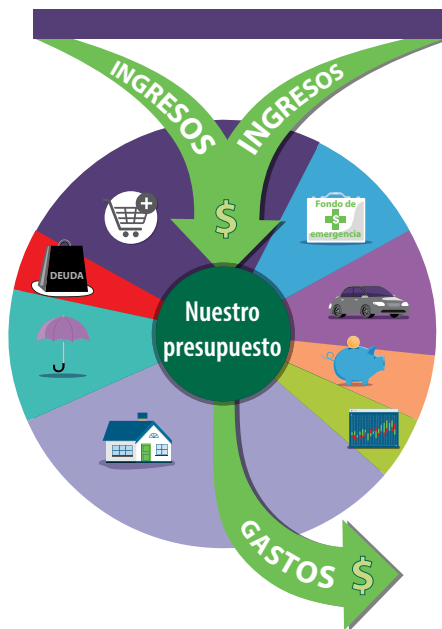 INGRESOS
INGRESOS
$
Fondo de
$
emergencia
DEUDA
Nuestro
presupuesto
GASTOS $